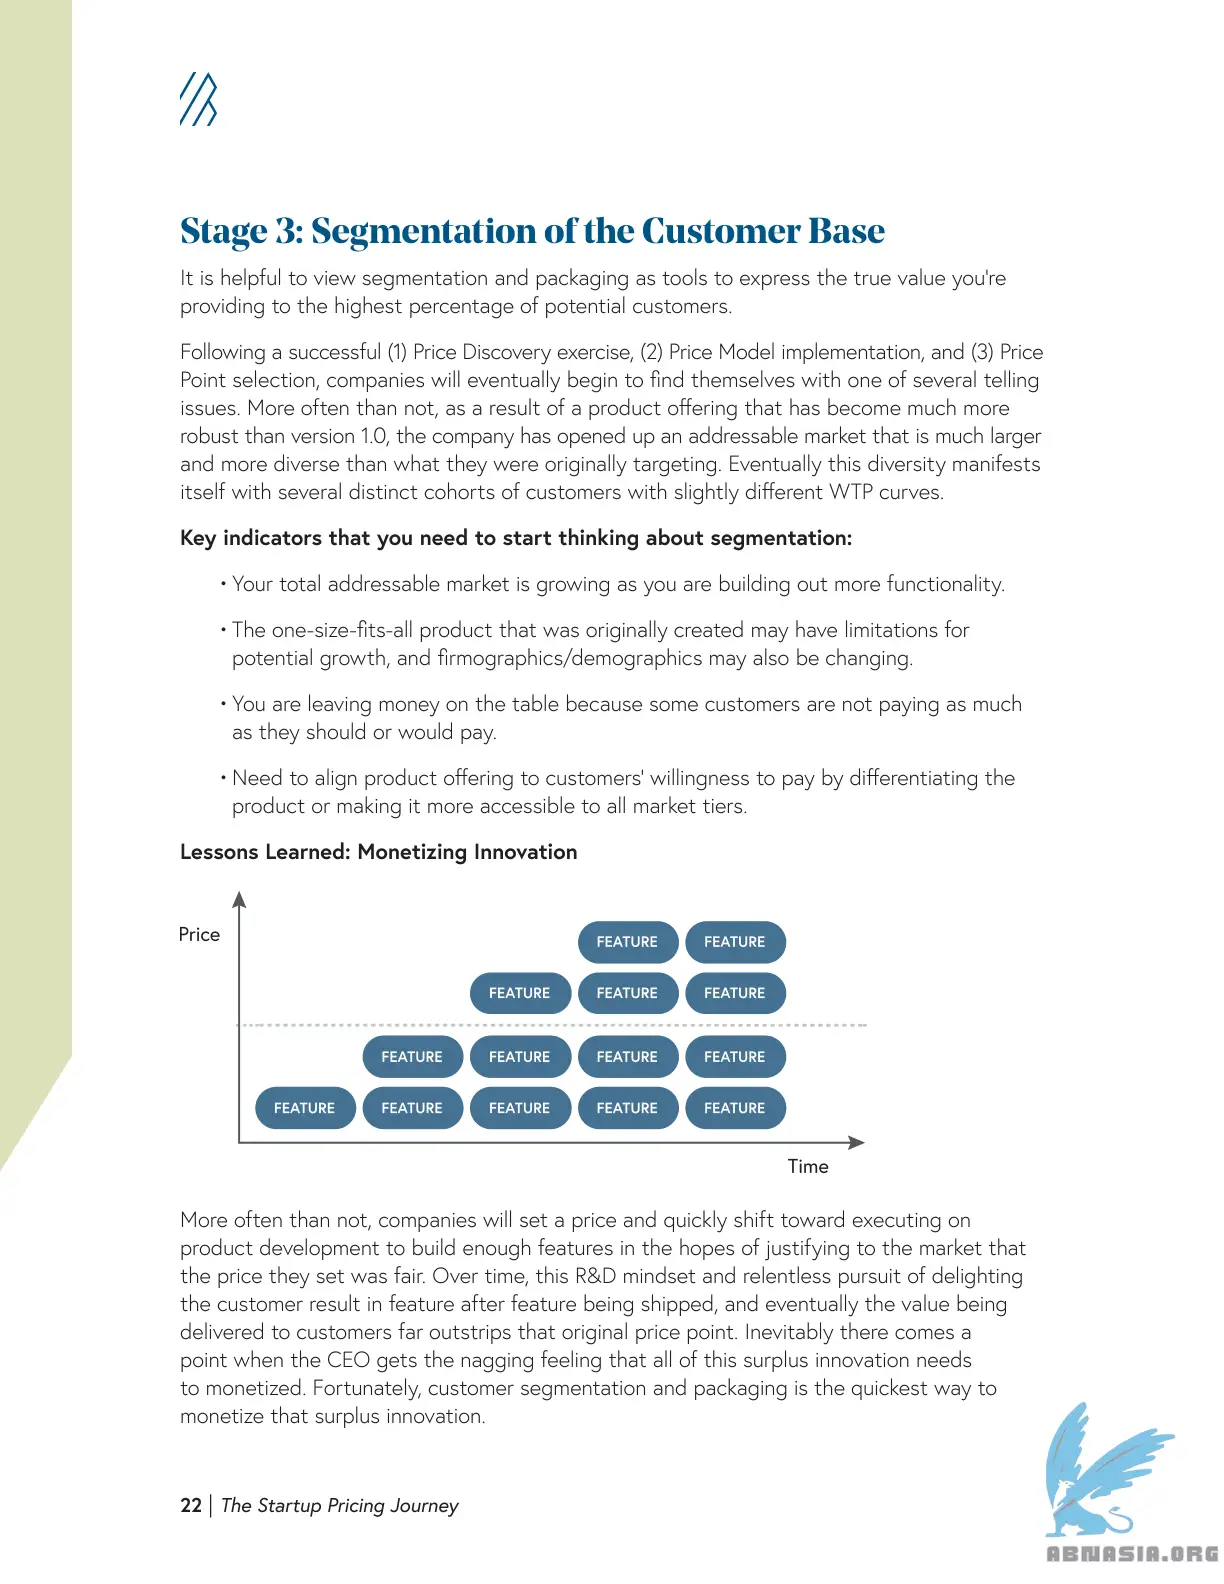 Stage 3: Segmentation of the Customer Base
It is helpful to view segmentation and packaging as tools to express the true value you're
providing to the highest percentage of potential customers.
Following a successful (1) Price Discovery exercise, (2) Price Model implementation, and (3) Price
Point selection, companies will eventually begin to find themselves with one of several telling
issues. More often than not, as a result of a product offering that has become much more
robust than version 1.0, the company has opened up an addressable market that is much larger
and more diverse than what they were originally targeting. Eventually this diversity manifests
itself with several distinct cohorts of customers with slightly different WTP curves.
Key indicators that you need to start thinking about segmentation:
• Your total addressable market is growing as you are building out more functionality.
• The one-size-fits-all product that was originally created may have limitations for
potential growth, and firmographics/demographics may also be changing.
• You are leaving money on the table because some customers are not paying as much
as they should or would pay.
• Need to align product offering to customers' willingness to pay by differentiating the
product or making it more accessible to all market tiers.
Lessons Learned: Monetizing Innovation
Price
FEATURE FEATURE
FEATURE FEATURE FEATURE
FEATURE FEATURE FEATURE FEATURE
FEATURE FEATURE FEATURE FEATURE FEATURE
Time
More often than not, companies will set a price and quickly shift toward executing on
product development to build enough features in the hopes of justifying to the market that
the price they set was fair. Over time, this R&D mindset and relentless pursuit of delighting
the customer result in feature after feature being shipped, and eventually the value being
delivered to customers far outstrips that original price point. Inevitably there comes a
point when the CEO gets the nagging feeling that all of this surplus innovation needs
to monetized. Fortunately, customer segmentation and packaging is the quickest way to
monetize that surplus innovation.
22 | The Startup Pricing Journey
ABNASIA.ORG